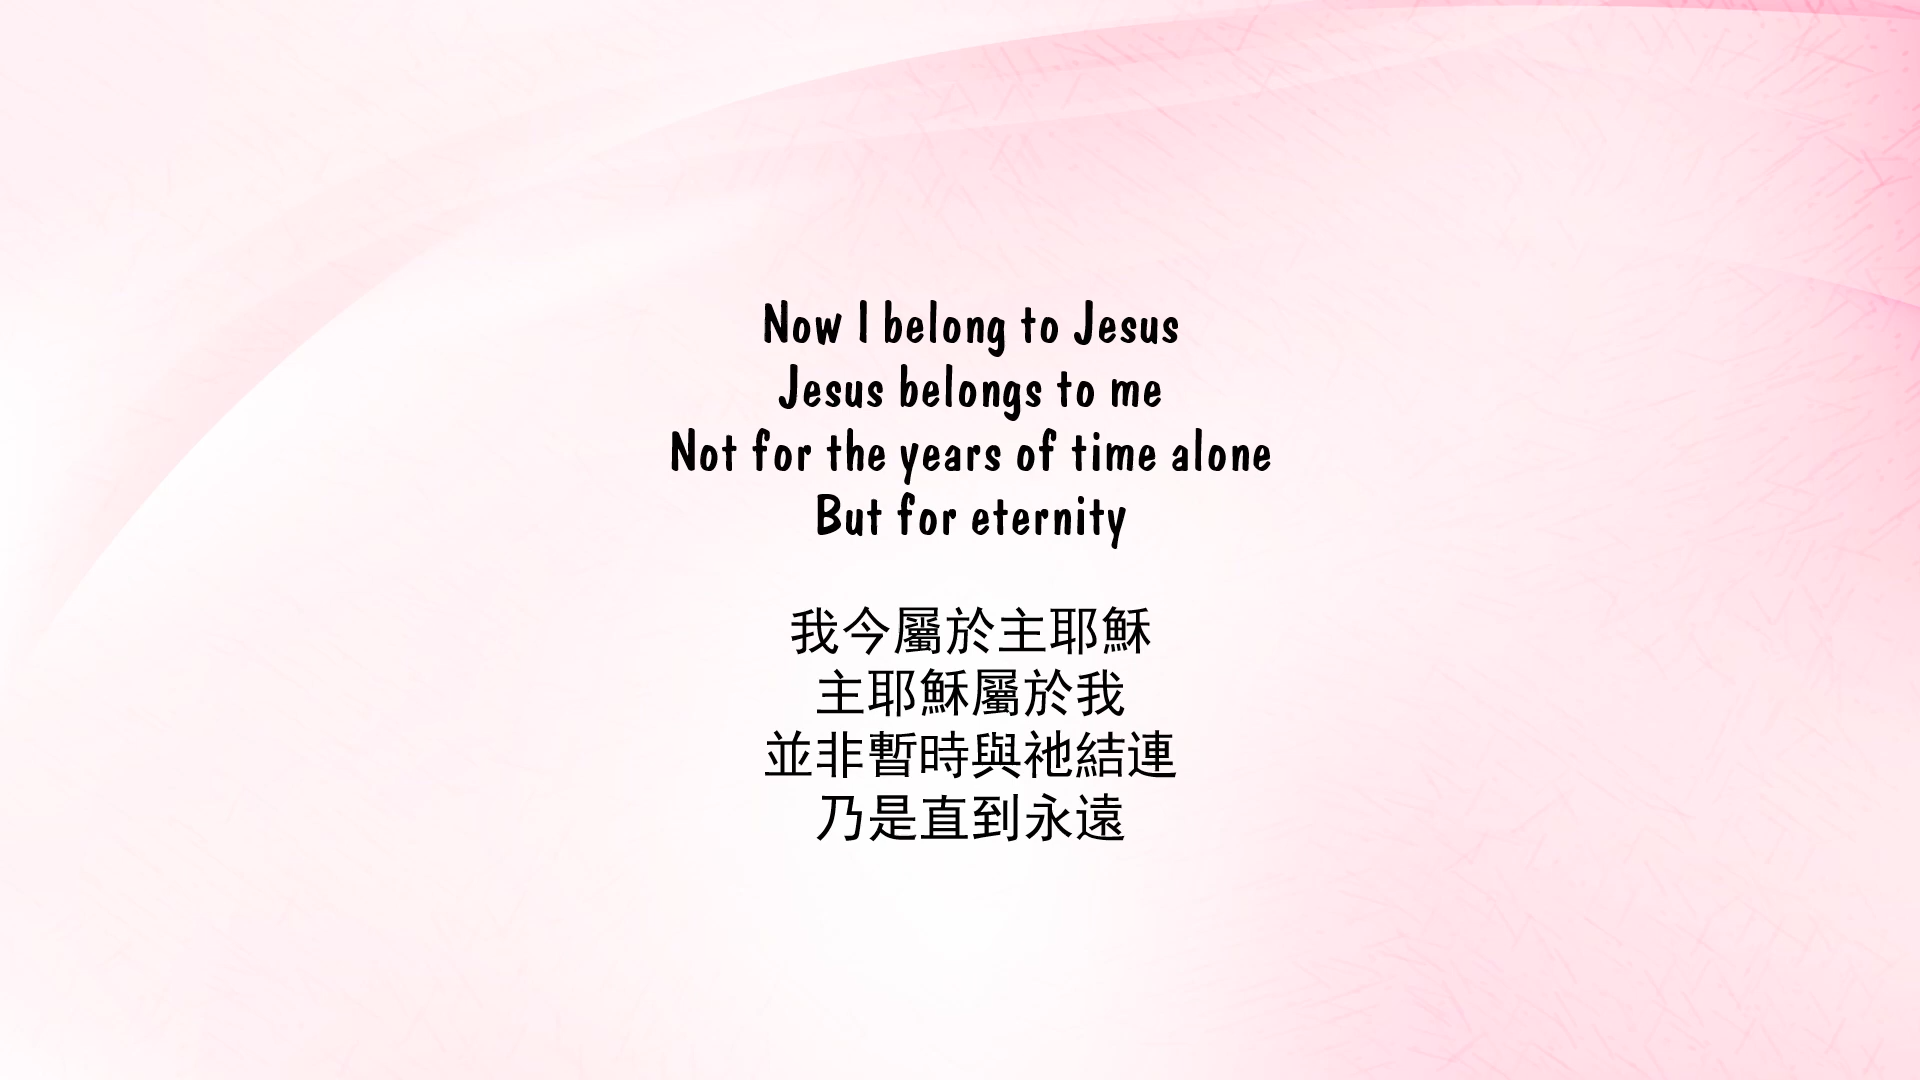 Now I belong to Jesus
Jesus belongs to me
Not for the years of time alone
But for eternity
我今屬於主耶穌
主耶穌屬於我
並非暫時與祂結連
乃是直到永遠